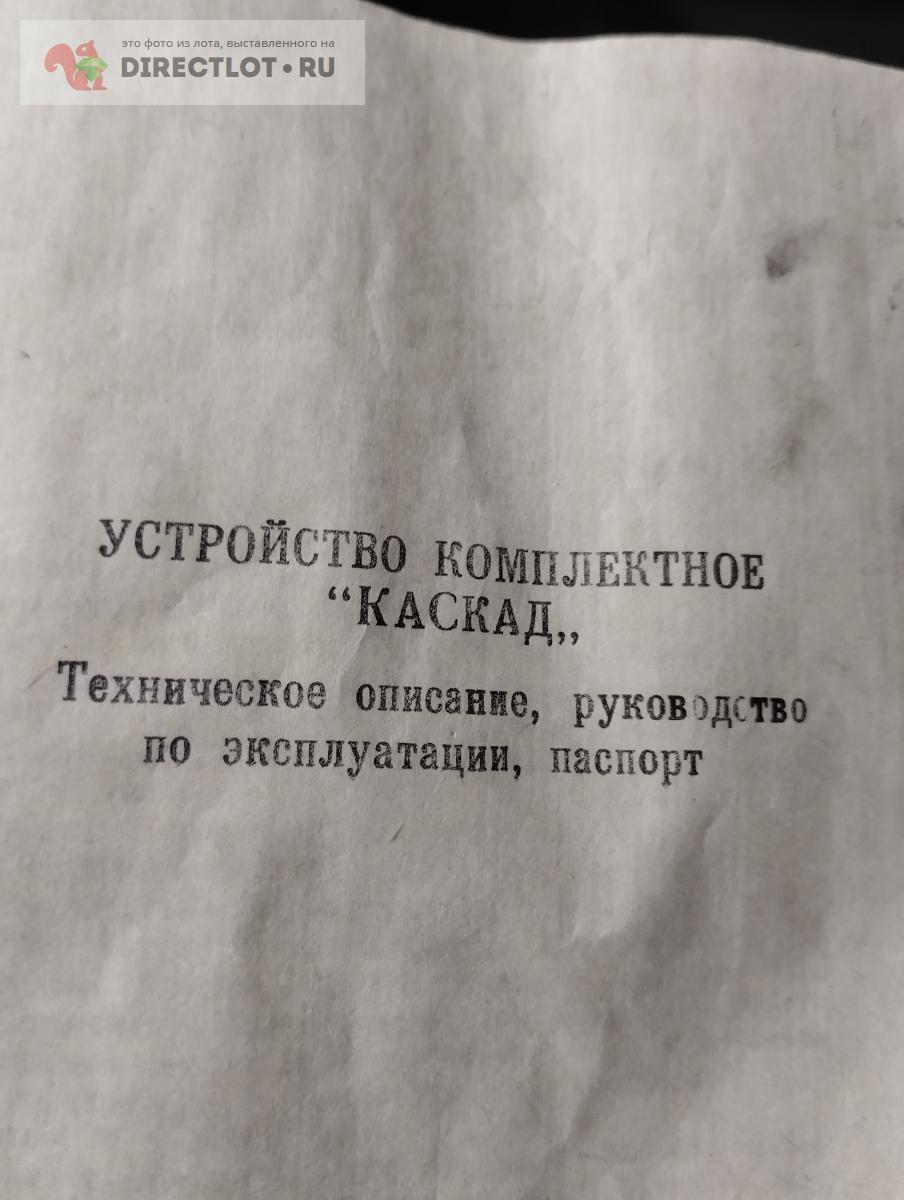 это фото из лота, выставленного на
DIRECTLOT•RU
УСТРОЙСТВО КОМПЛЕКТНОЕ
“КАСКАД„
Техническое описание, руководство
по эксплуатации, паспорт